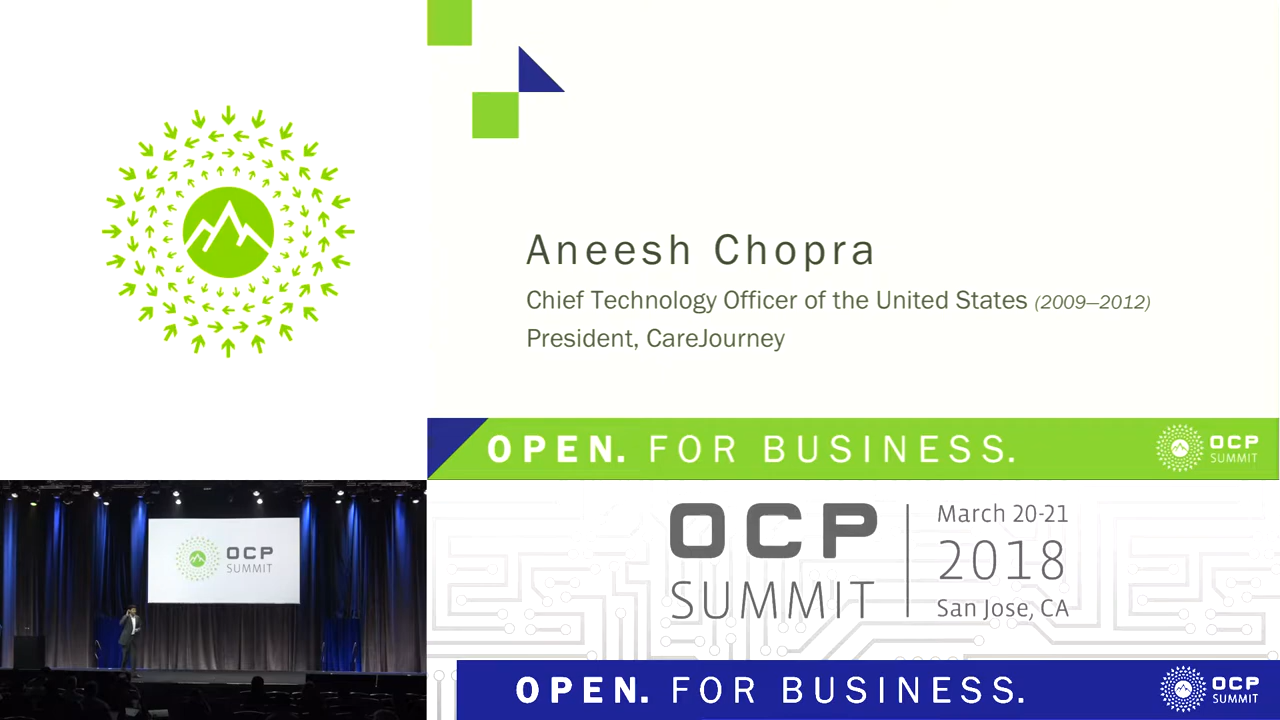 Aneesh Chopra
Chief Technology Officer of the United States (2009–2012)
President, CareJourney
OPEN. FOR BUSINESS.
OCP
SUMMIT
OCP
SUMMIT
OCP
SUMMIT
March 20-21
2018
San Jose, CA
OPEN. FOR BUSINESS.
OCP
SUMMIT